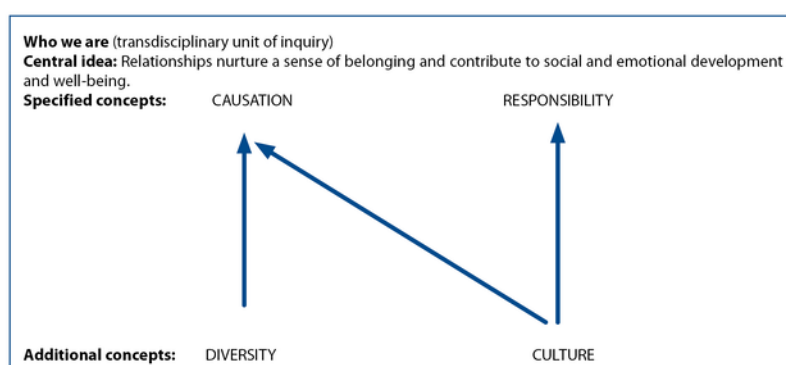 Who we are (transdisciplinary unit of inquiry)
Central idea: Relationships nurture a sense of belonging and contribute to social and emotional development
and well-being.
Specified concepts: CAUSATION RESPONSIBILITY
Additional concepts: DIVERSITY CULTURE